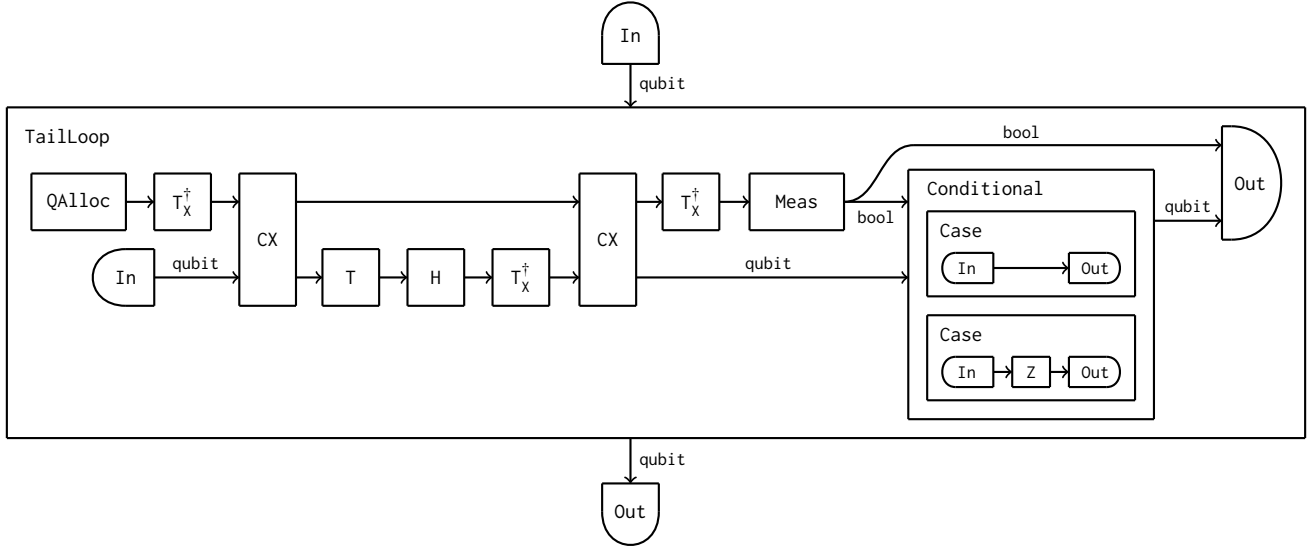 In
qubit
TailLoop
bool
QAlloc
T†X
CX
CX
T†X
Meas
bool
Conditional
qubit
Out
In
qubit
T
H
T†X
qubit
Case
In
Out
Case
In
Z
Out
qubit
Out